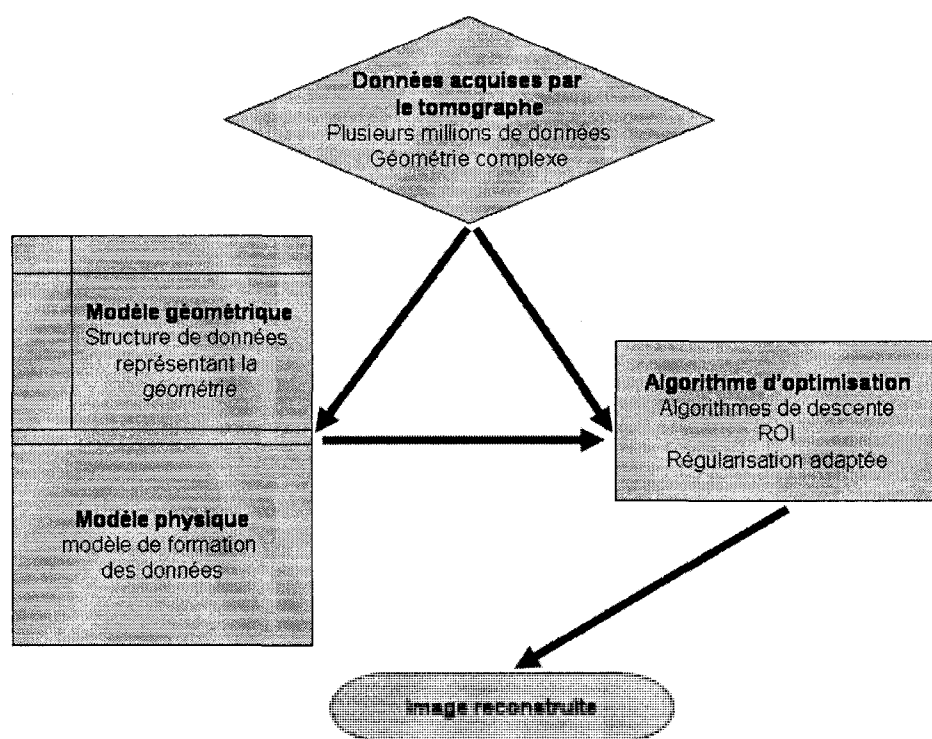 Données acquises par
le tomographe
Plusieurs millions de données
Géométrie complexe
Modèle géométrique
Structure de données
représentant la
géométrie
Modèle physique
modèle de formation
des données
Algorithme d'optimisation
Algorithmes de descente
ROI
Régularisation adaptée
Image reconstruite